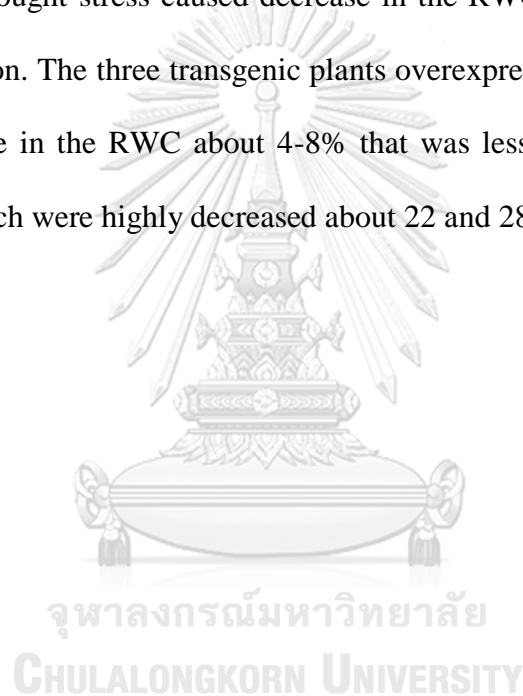 ought stress caused decrease in the RWC
on. The three transgenic plants overexpre
e in the RWC about 4-8% that was less
ch were highly decreased about 22 and 28
จุฬาลงกรณ์มหาวิทยาลัย
CHULALONGKORN UNIVERSITY